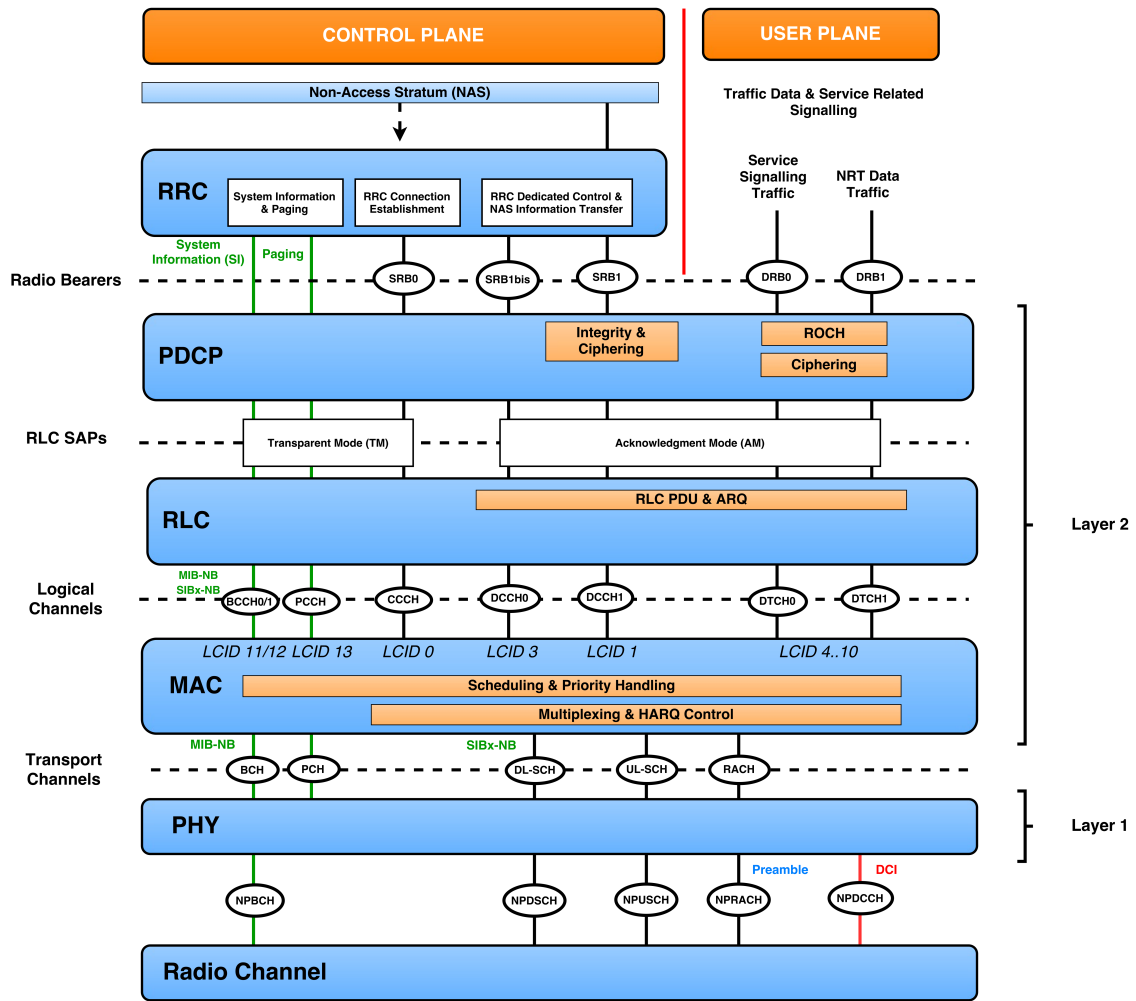 CONTROL PLANE
USER PLANE
Non-Access Stratum (NAS)
Traffic Data & Service Related
Signalling
RRC
System Information
& Paging
RRC Connection
Establishment
RRC Dedicated Control &
NAS Information Transfer
Service
Signalling
Traffic
NRT Data
Traffic
System
Information (SI)
Paging
Radio Bearers
SRB0
SRB1bis
SRB1
DRB0
DRB1
PDCP
Integrity &
Ciphering
ROCH
Ciphering
RLC SAPs
Transparent Mode (TM)
Acknowledgment Mode (AM)
RLC
RLC PDU & ARQ
Layer 2
MIB-NB
SIBx-NB
Logical
Channels
BCCH0/1
PCCH
CCCH
DCCH0
DCCH1
DTCH0
DTCH1
LCID 11/12
LCID 13
LCID 0
LCID 3
LCID 1
LCID 4..10
MAC
Scheduling & Priority Handling
Multiplexing & HARQ Control
MIB-NB
SIBx-NB
Transport
Channels
BCH
PCH
DL-SCH
UL-SCH
RACH
PHY
Layer 1
Preamble
DCI
NPBCH
NPDSCH
NPUSCH
NPRACH
NPDCCH
Radio Channel